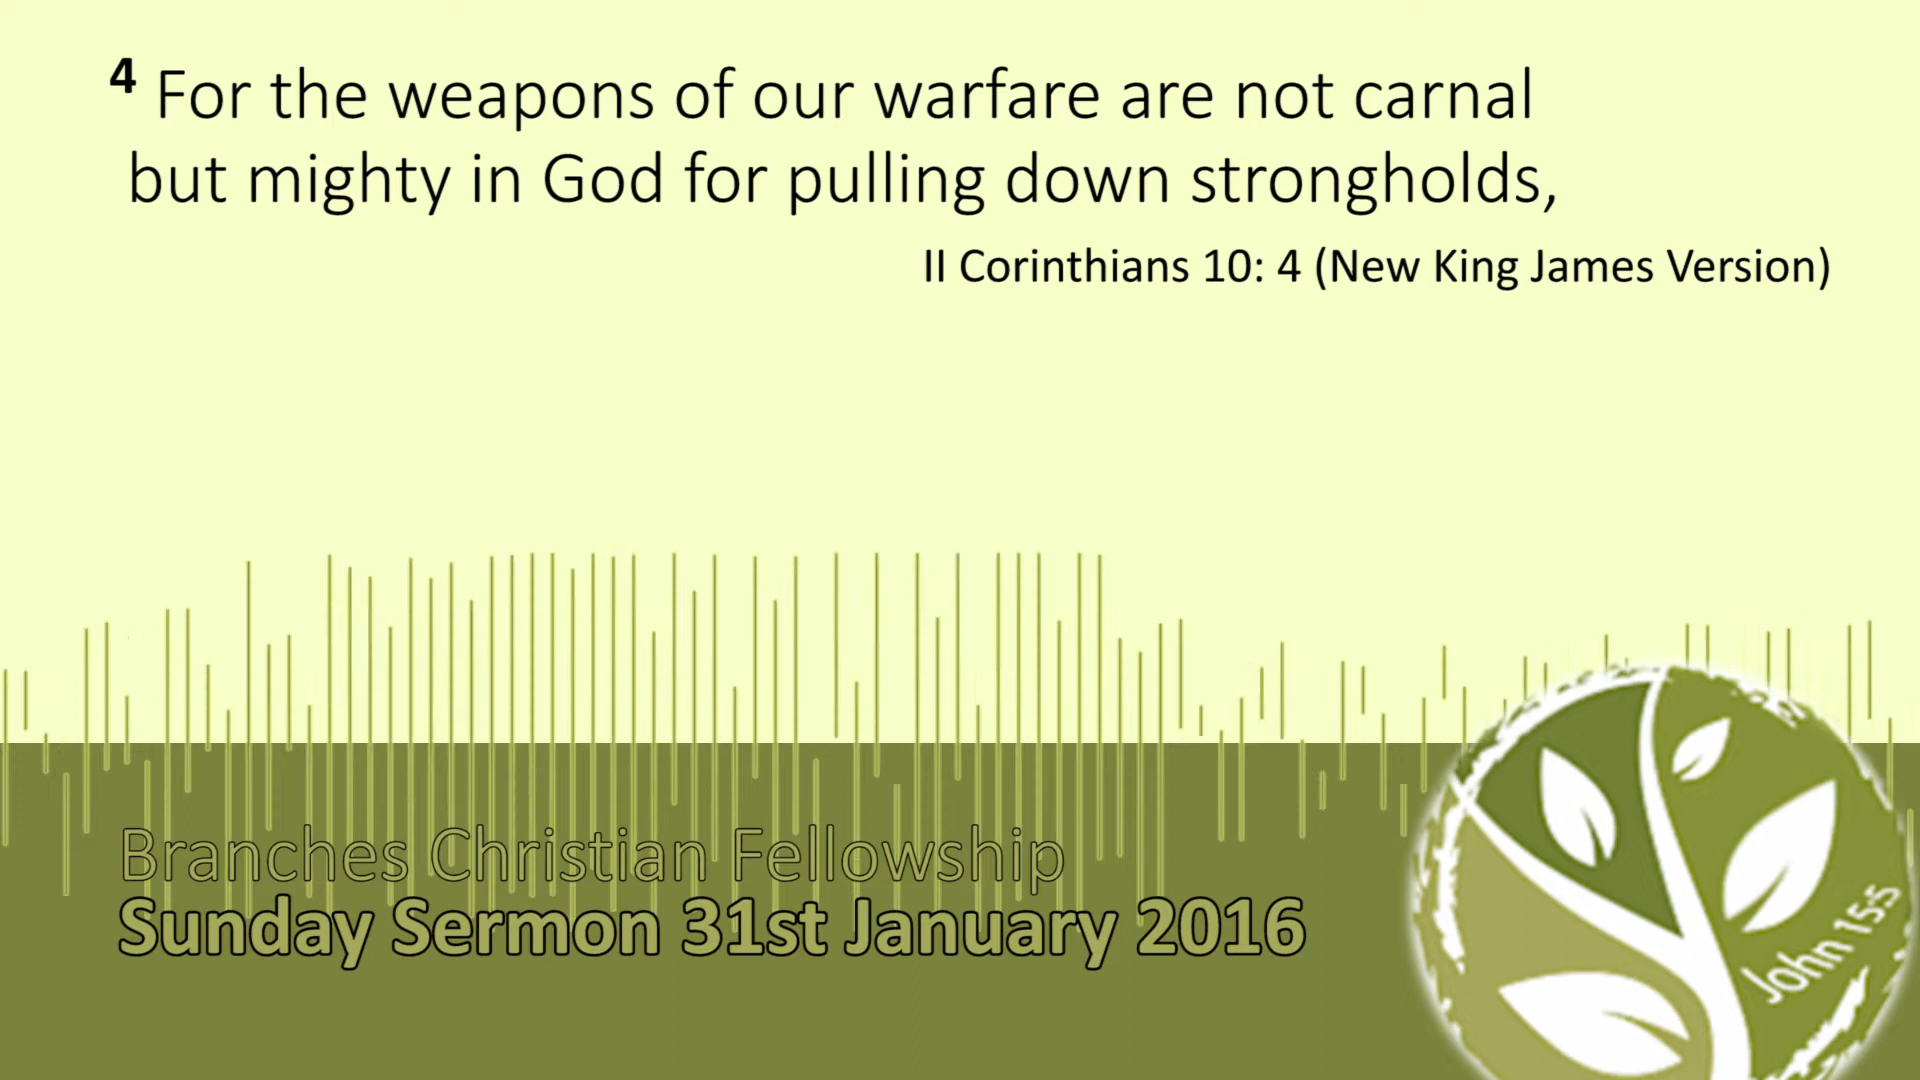 4 For the weapons of our warfare are not carnal
but mighty in God for pulling down strongholds,
II Corinthians 10: 4 (New King James Version)
Branches Christian Fellowship
Sunday Sermon 31st January 2016
John 15:5